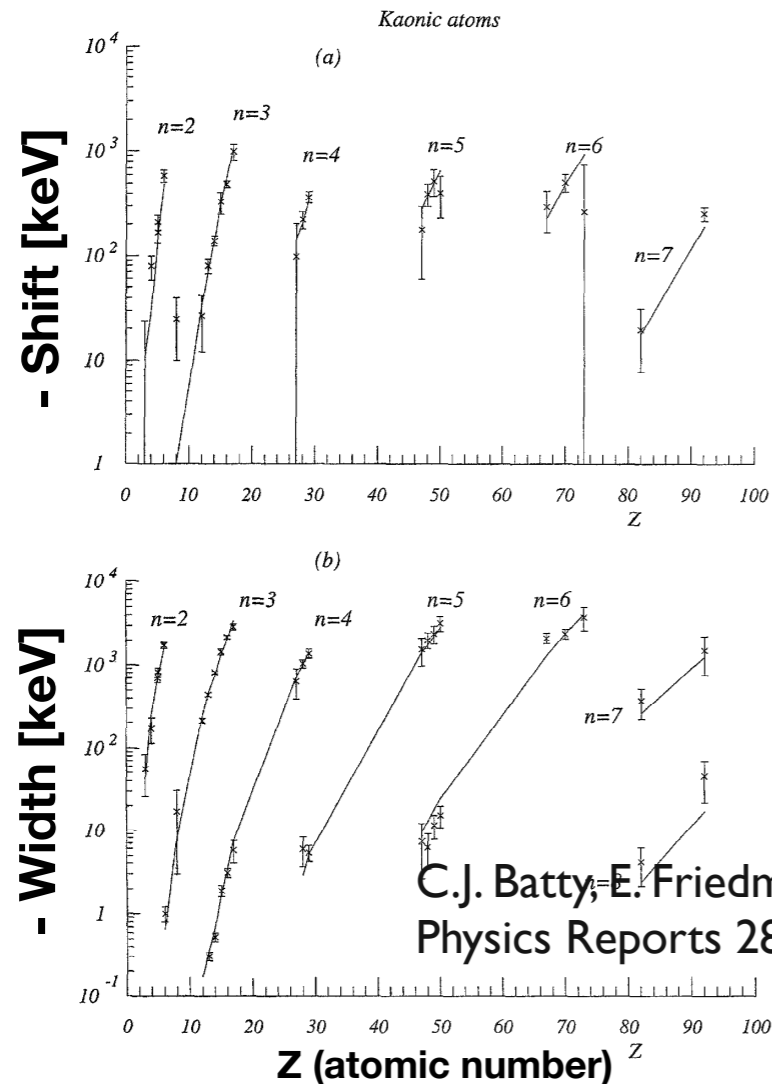 Kaonic atoms
(a)
- Shift [keV]
10^4
10^3
10^2
10
1
n=2
n=3
n=4
n=5
n=6
n=7
0 10 20 30 40 50 60 70 80 90 100
Z
(b)
- Width [keV]
10^4
10^3
10^2
10
1
10^-1
n=2
n=3
n=4
n=5
n=6
n=7
C.J. Batty, E. Friedm
Physics Reports 28
0 10 20 30 40 50 60 70 80 90 100
Z
Z (atomic number)